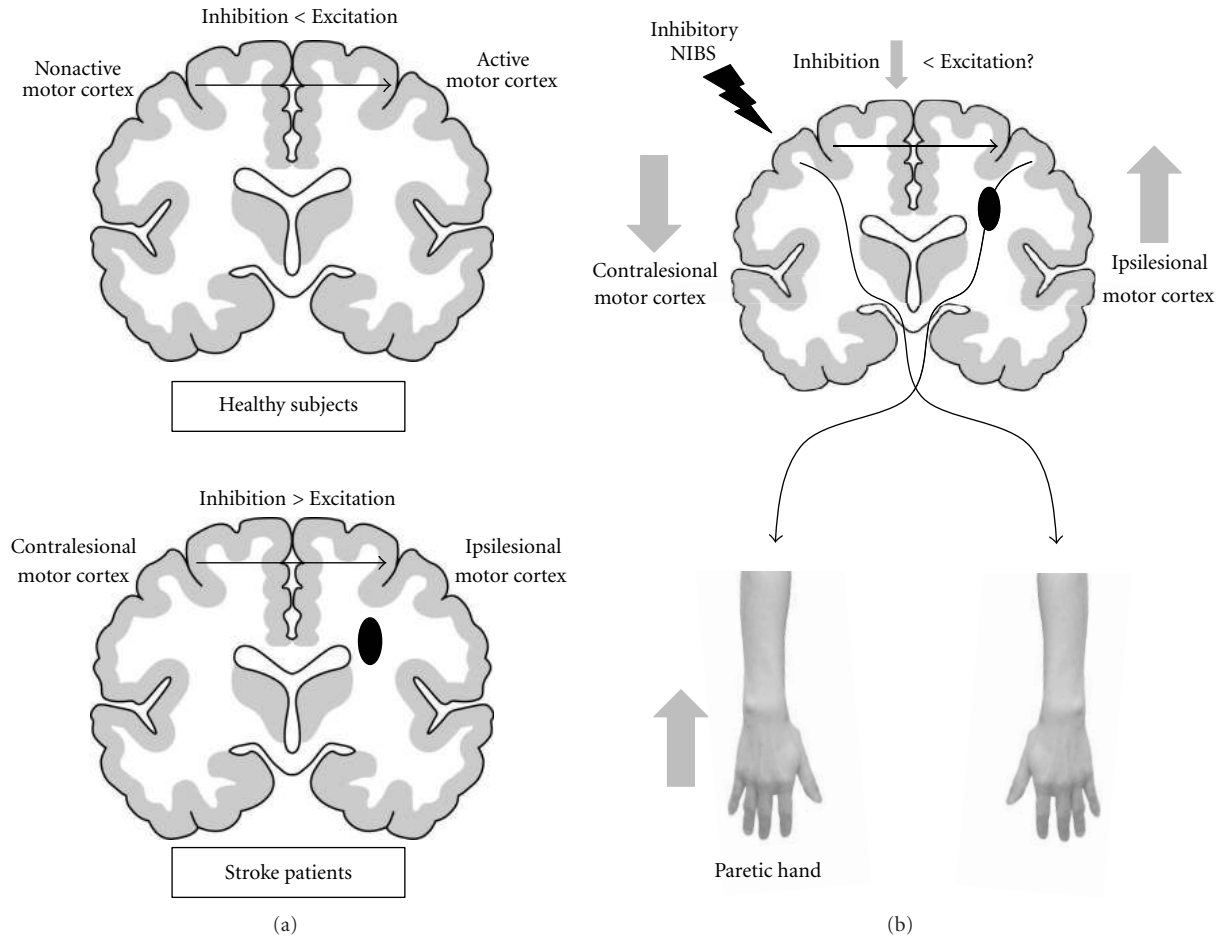 Inhibition < Excitation
Nonactive
motor cortex
Active
motor cortex
Healthy subjects
Inhibition > Excitation
Contralesional
motor cortex
Ipsilesional
motor cortex
Stroke patients
(a)
Inhibitory
NIBS
Inhibition < Excitation?
Contralesional
motor cortex
Ipsilesional
motor cortex
Paretic hand
(b)